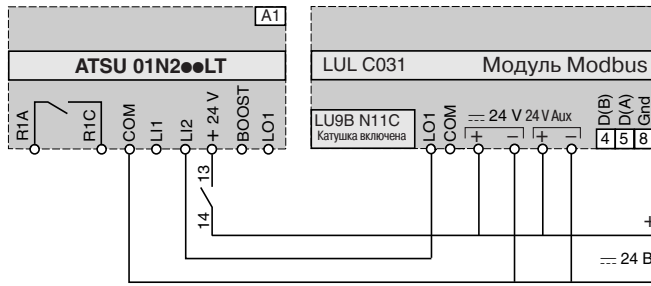 A1
ATSU 01N2●●LT
R1A
R1C
COM
LI1
LI2
+ 24 V
BOOST
LO1
13
14
LUL C031
Модуль Modbus
LU9B N11C
Катушка включена
LO1
COM
24 V
+
−
24 V Aux
+
−
D(B)
D(A)
Gnd
4
5
8
+
24 В